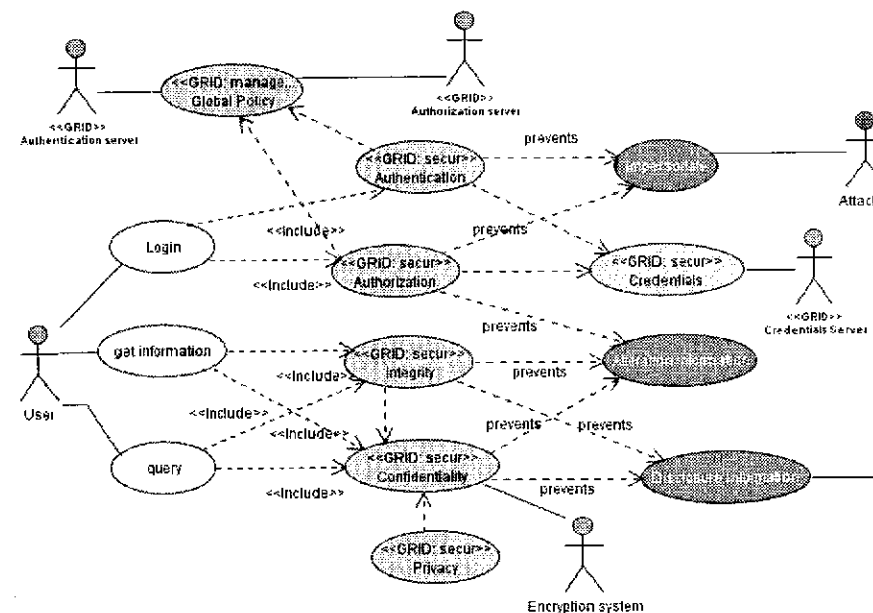 <<GRID: manage..
Global Policy
<<GRID>>
Authentication server
<<GRID>>
Authorization server
<<GRID: secur>>
Authentication
prevents
Attack
Login
<<Include>>
<<Include>>
<<GRID: secur>>
Authorization
prevents
<<GRID: secur>>
Credentials
<<GRID>>
Credentials Server
User
get information
<<GRID: secur>>
Integrity
prevents
prevents
<<Include>>
<<Include>>
<<Include>>
prevents
prevents
query
<<GRID: secur>>
Confidentiality
<<Include>>
prevents
<<GRID: secur>>
Privacy
Encryption system